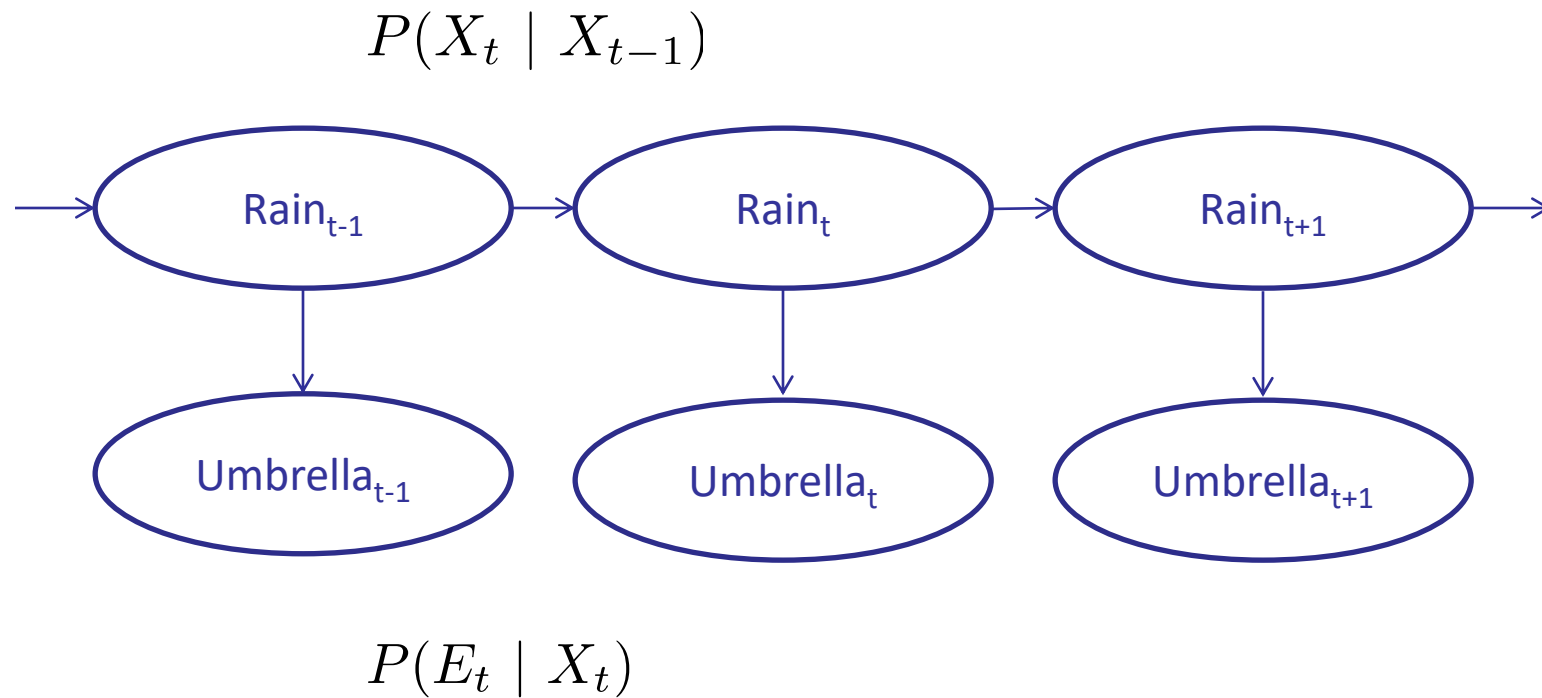 P(X_t | X_{t-1})
Rain_{t-1} Rain_t Rain_{t+1}
Umbrella_{t-1} Umbrella_t Umbrella_{t+1}
P(E_t | X_t)